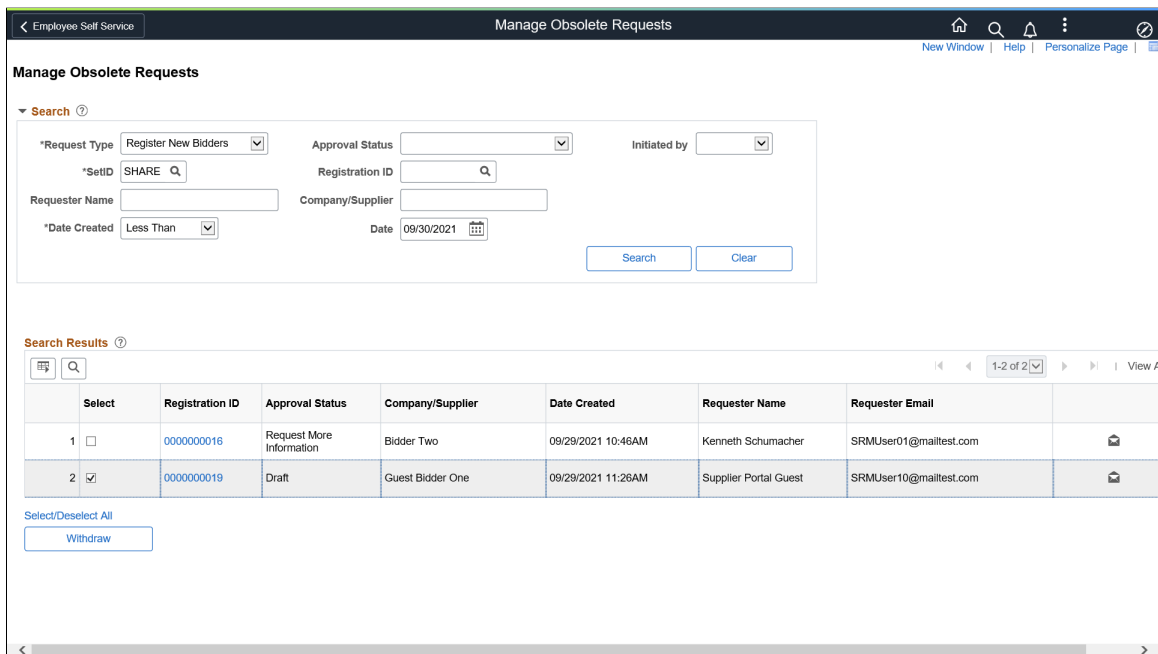 Employee Self Service
Manage Obsolete Requests
New Window | Help | Personalize Page |
Manage Obsolete Requests
Search
*Request Type Register New Bidders Approval Status Initiated by
*SetID SHARE Registration ID
Requester Name Company/Supplier
*Date Created Less Than Date 09/30/2021
Search Clear
Search Results
1-2 of 2 | View A
Select Registration ID Approval Status Company/Supplier Date Created Requester Name Requester Email
1 0000000016 Request More Information Bidder Two 09/29/2021 10:46AM Kenneth Schumacher SRMUser01@mailtest.com
2 0000000019 Draft Guest Bidder One 09/29/2021 11:26AM Supplier Portal Guest SRMUser10@mailtest.com
Select/Deselect All
Withdraw